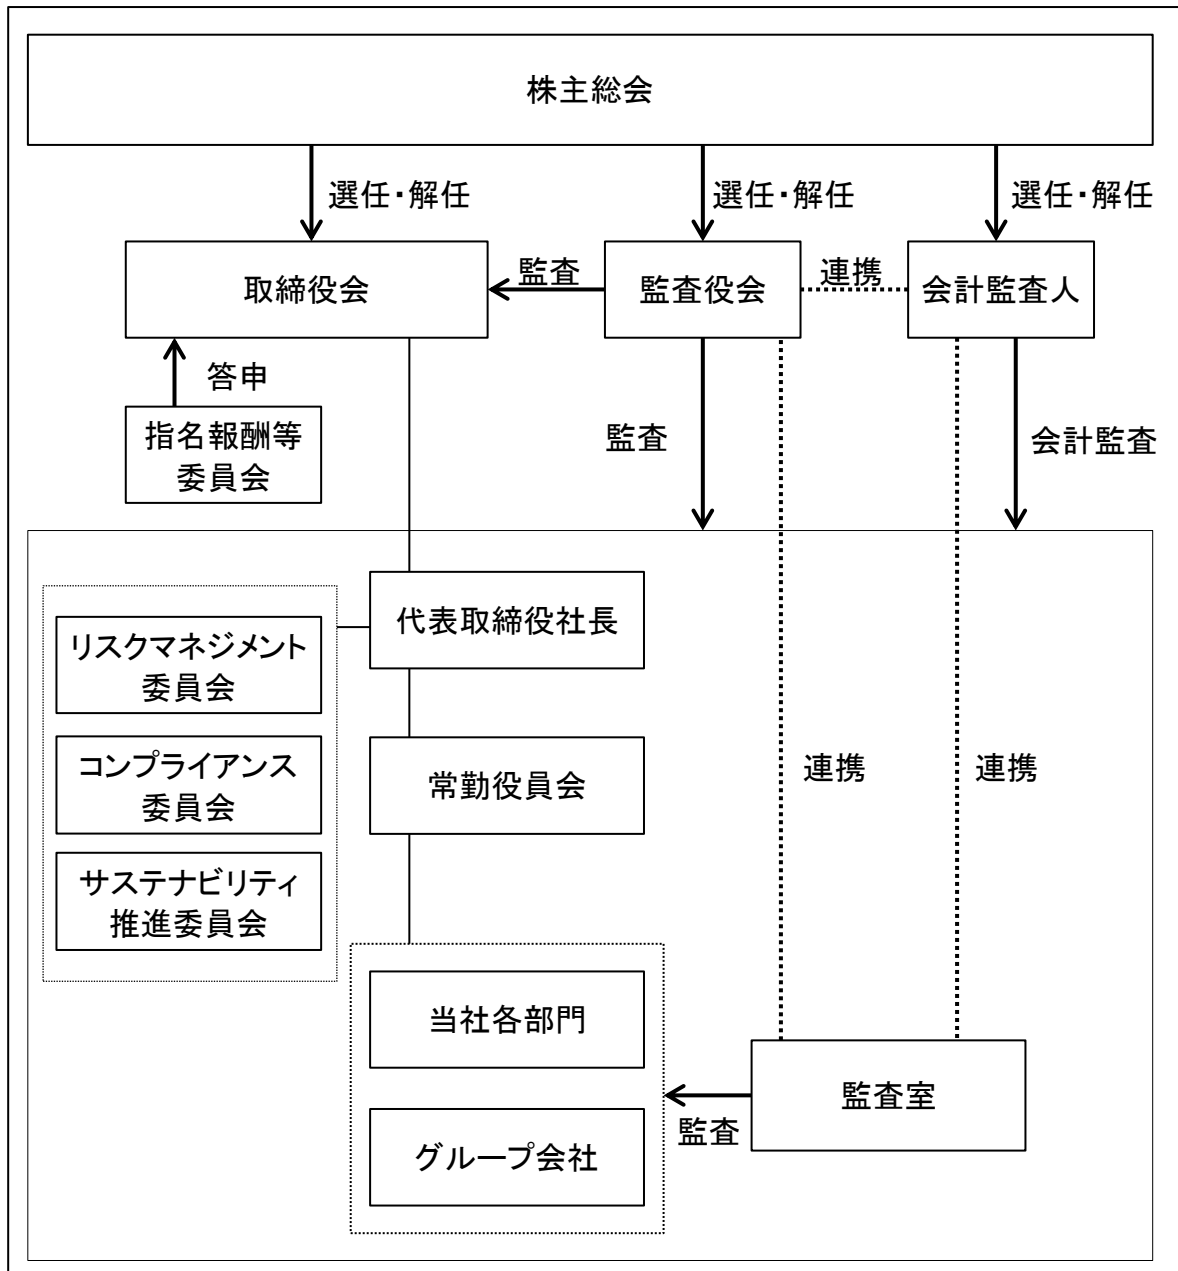 株主総会
選任・解任
選任・解任
選任・解任
取締役会
監査
監査役会
連携
会計監査人
答申
指名報酬等
委員会
監査
会計監査
代表取締役社長
リスクマネジメント
委員会
コンプライアンス
委員会
常勤役員会
連携
連携
サステナビリティ
推進委員会
当社各部門
監査室
監査
グループ会社